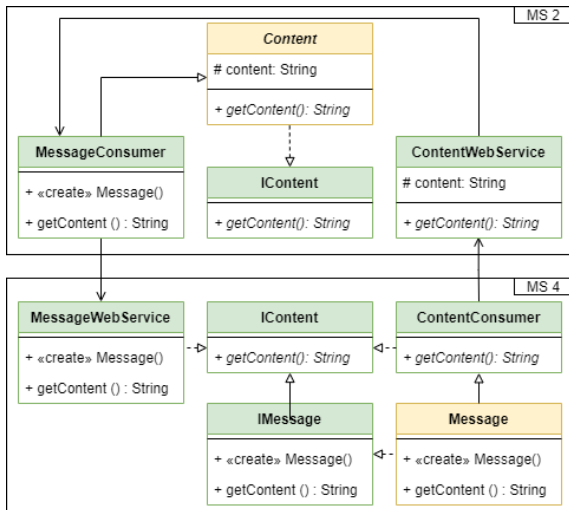 MS 2
Content
# content: String
+ getContent(): String
MessageConsumer
+ «create» Message()
+ getContent () : String
IContent
+ getContent(): String
ContentWebService
# content: String
+ getContent(): String
MS 4
MessageWebService
+ «create» Message()
+ getContent () : String
IContent
+ getContent(): String
ContentConsumer
+ getContent(): String
IMessage
+ «create» Message()
+ getContent () : String
Message
+ «create» Message()
+ getContent () : String